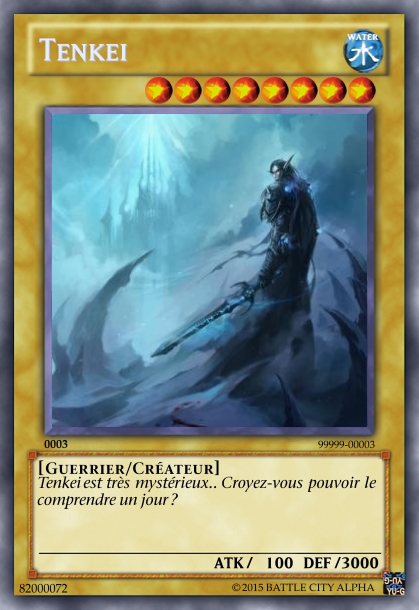 TENKEI
WATER
水
0003
99999-00003
[GUERRIER/CRÉATEUR]
Tenkei est très mystérieux.. Croyez-vous pouvoir le
comprendre un jour ?
ATK / 100 DEF /3000
82000072
©2015 BATTLE CITY ALPHA
YU-G